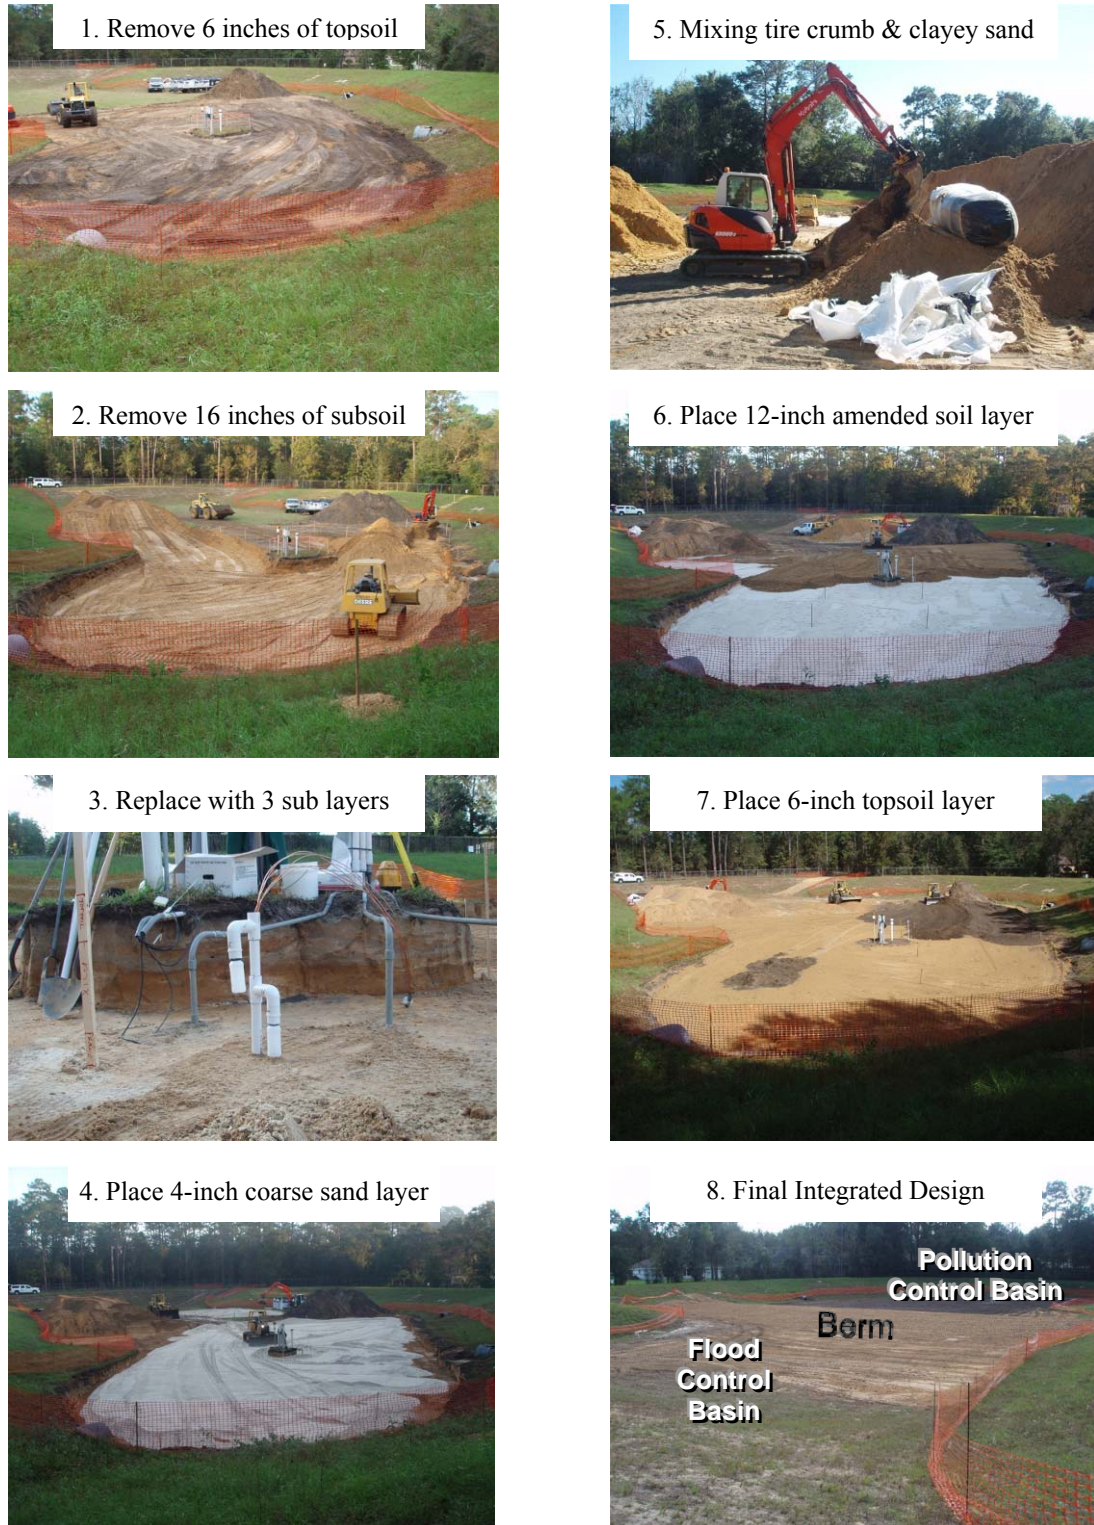 1. Remove 6 inches of topsoil
2. Remove 16 inches of subsoil
3. Replace with 3 sub layers
4. Place 4-inch coarse sand layer
5. Mixing tire crumb & clayey sand
6. Place 12-inch amended soil layer
7. Place 6-inch topsoil layer
8. Final Integrated Design
Pollution
Control Basin
Berm
Flood
Control
Basin